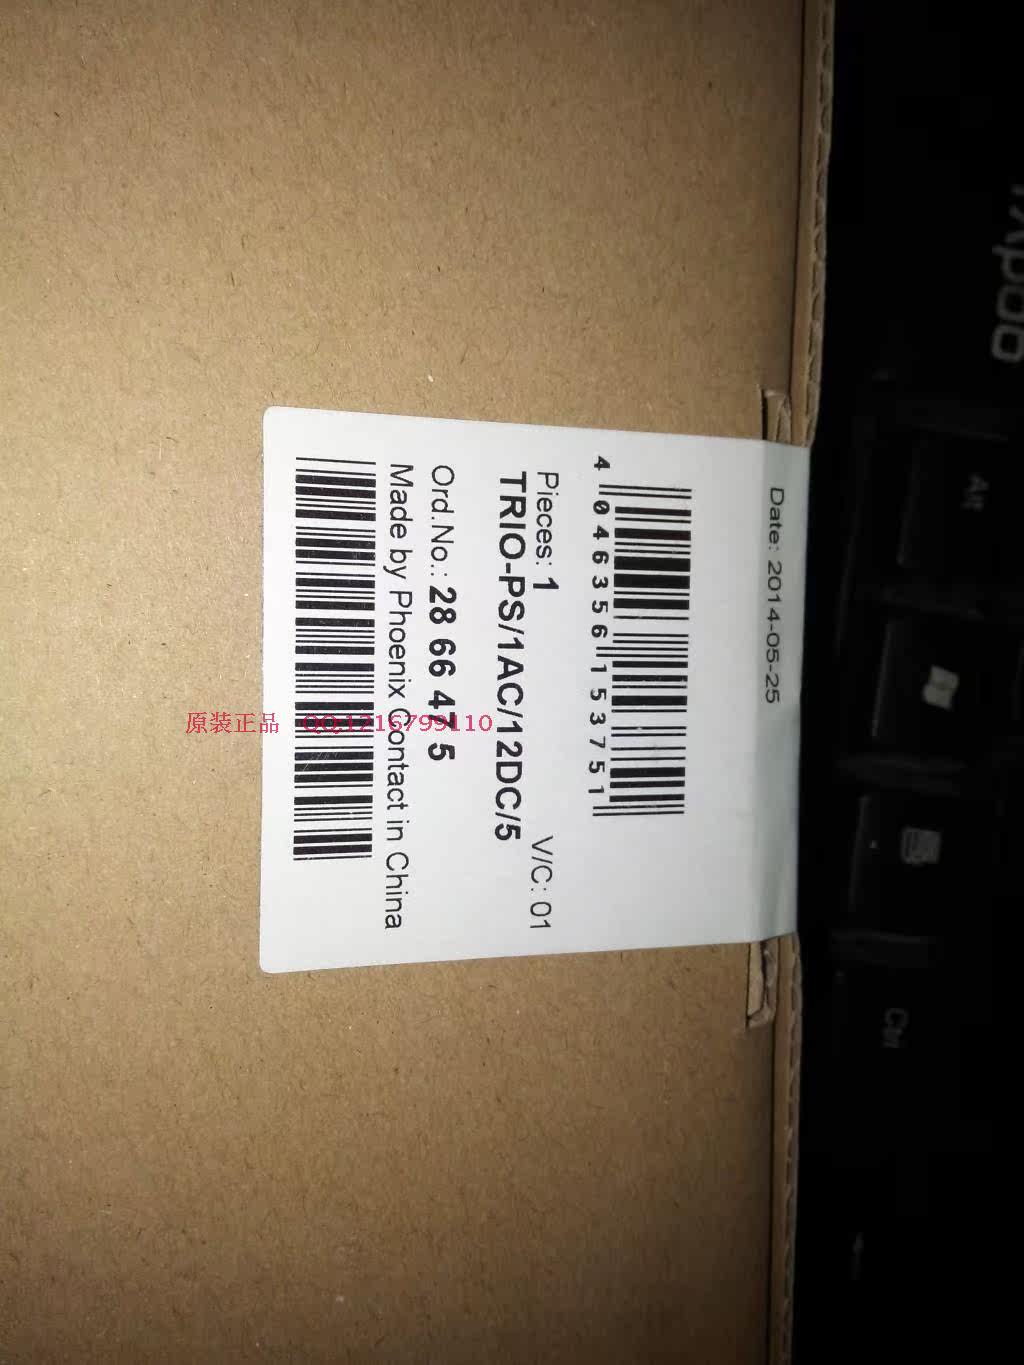 Date: 2014-05-25
4 046356 153751
Pieces: 1
V/C: 01
TRIO-PS/1AC/12DC/5
Ord.No.: 28 66 47 5
Made by Phoenix Contact in China
原装正品 QQ:1216799110
Alt
Ctrl